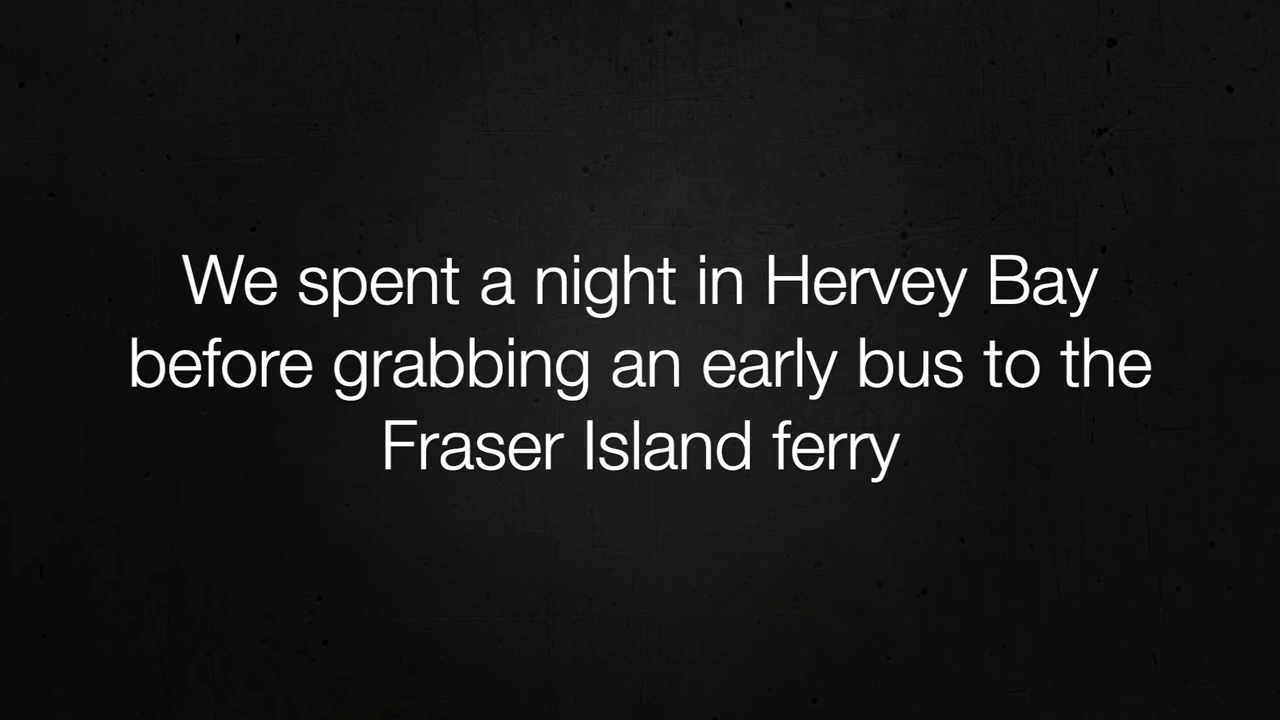 We spent a night in Hervey Bay
before grabbing an early bus to the
Fraser Island ferry